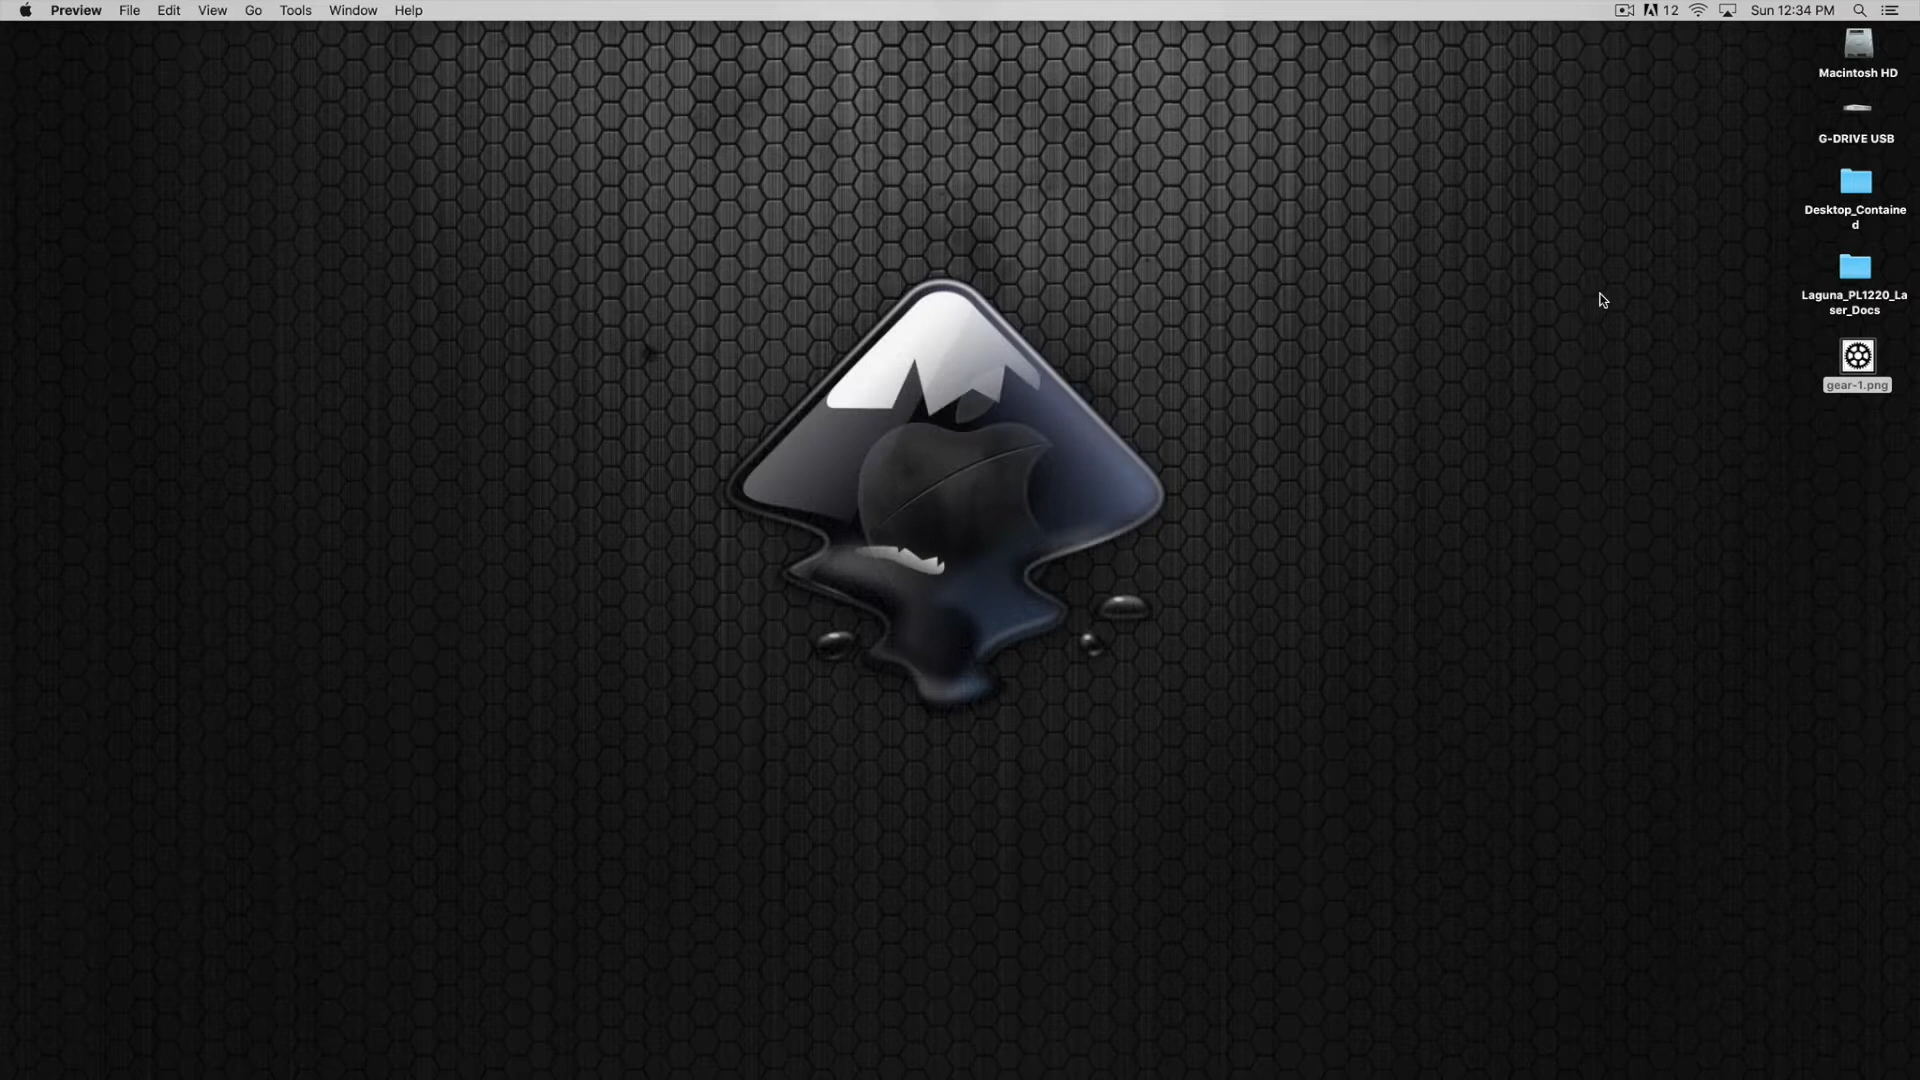 Preview File Edit View Go Tools Window Help 12 Sun 12:34 PM
Macintosh HD
G-DRIVE USB
Desktop_Containe
d
Laguna_PL1220_La
ser_Docs
gear-1.png